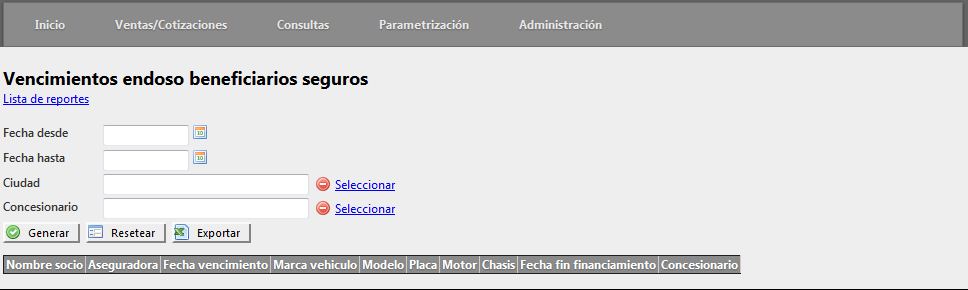 Inicio Ventas/Cotizaciones Consultas Parametrización Administración
Vencimientos endoso beneficiarios seguros
Lista de reportes
Fecha desde
Fecha hasta
Ciudad Seleccionar
Concesionario Seleccionar
Generar Resetear Exportar
Nombre socio Aseguradora Fecha vencimiento Marca vehiculo Modelo Placa Motor Chasis Fecha fin financiamiento Concesionario